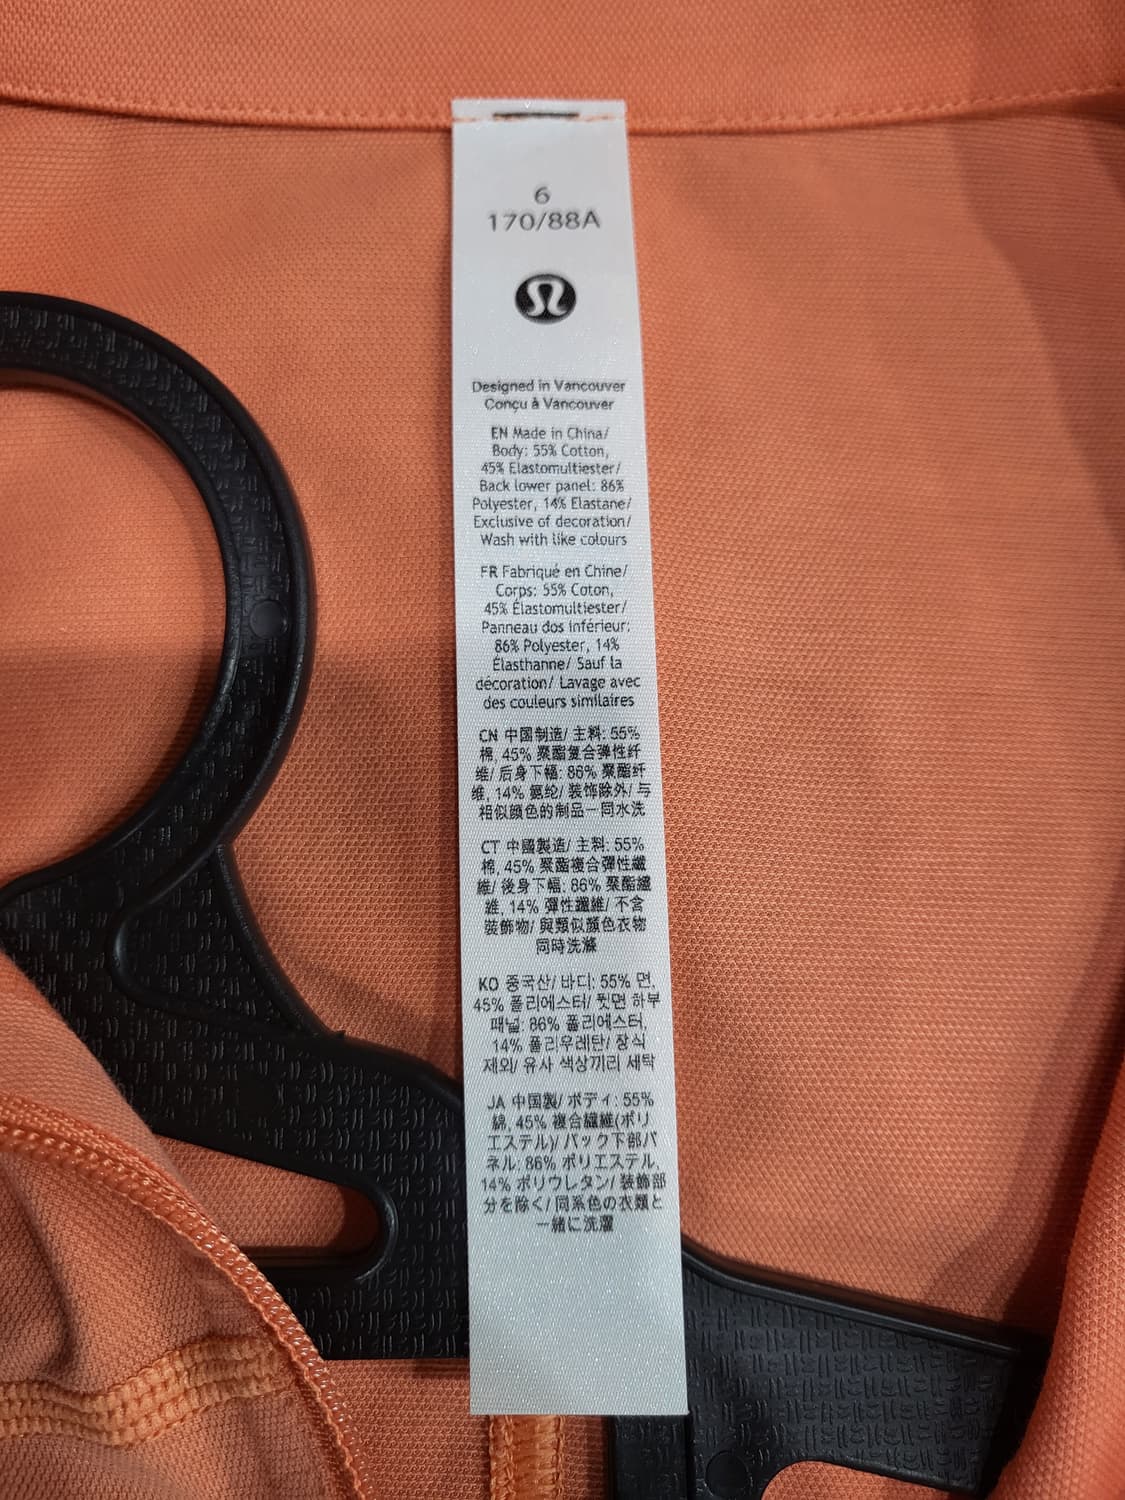 6
170/88A
Designed in Vancouver
Conçu à Vancouver
EN Made in China/
Body: 55% Cotton,
45% Elastomultiester/
Back lower panel: 86%
Polyester, 14% Elastane/
Exclusive of decoration/
Wash with like colours
FR Fabriqué en Chine/
Corps: 55% Coton,
45% Élastomultiester/
Panneau dos inférieur:
86% Polyester, 14%
Élasthanne/ Sauf la
décoration/ Lavage avec
des couleurs similaires
CN 中国制造/ 主料: 55%
棉, 45% 聚酯复合弹性纤
维/ 后身下幅: 86% 聚酯纤
维, 14% 氨纶/ 装饰除外/ 与
相似颜色的制品一同水洗
CT 中國製造/ 主料: 55%
棉, 45% 聚酯複合彈性纖
維/ 後身下幅: 86% 聚酯纖
維, 14% 彈性纖維/ 不含
裝飾物/ 與類似顏色衣物
同時洗滌
KO 중국산/ 바디: 55% 면,
45% 폴리에스터/ 뒷면 하부
패널: 86% 폴리에스터,
14% 폴리우레탄/ 장식
제외/ 유사 색상끼리 세탁
JA 中国製/ ボディ: 55%
綿, 45% 複合繊維(ポリ
エステル)/ バック下部パ
ネル: 86% ポリエステル,
14% ポリウレタン/ 装飾部
分を除く/ 同系色の衣類と
一緒に洗濯